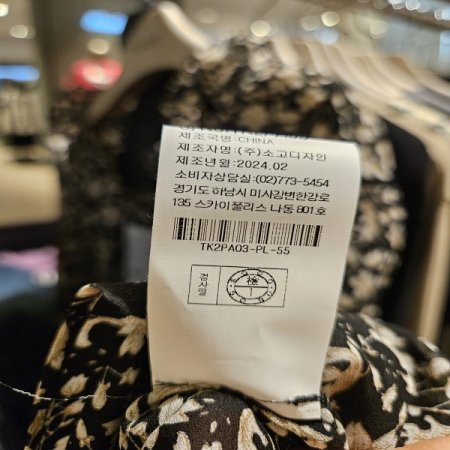 제조국명:CHINA
제조자명:(주)소고디자인
제조년월:2024.02
소비자상담실:(02)773-5454
경기도 하남시 미사강변한강로
135 스카이폴리스 나동 801호
TK2PA03-PL-55
검사필